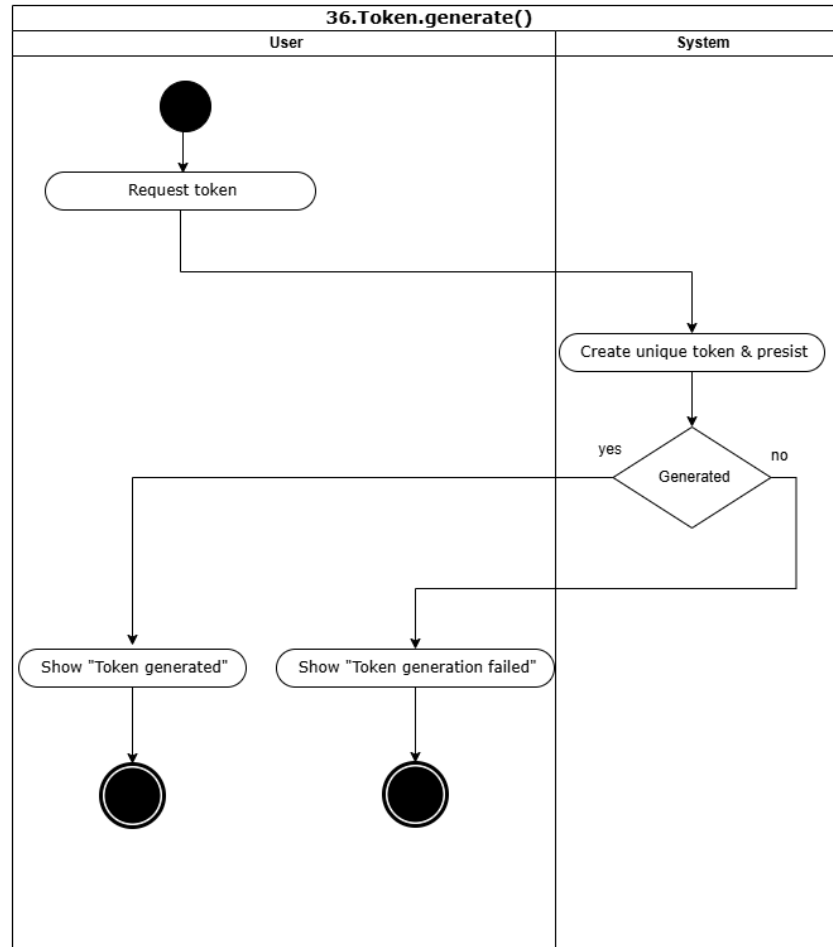 36.Token.generate()
User
System
Request token
Create unique token & presist
yes
no
Generated
Show "Token generated"
Show "Token generation failed"